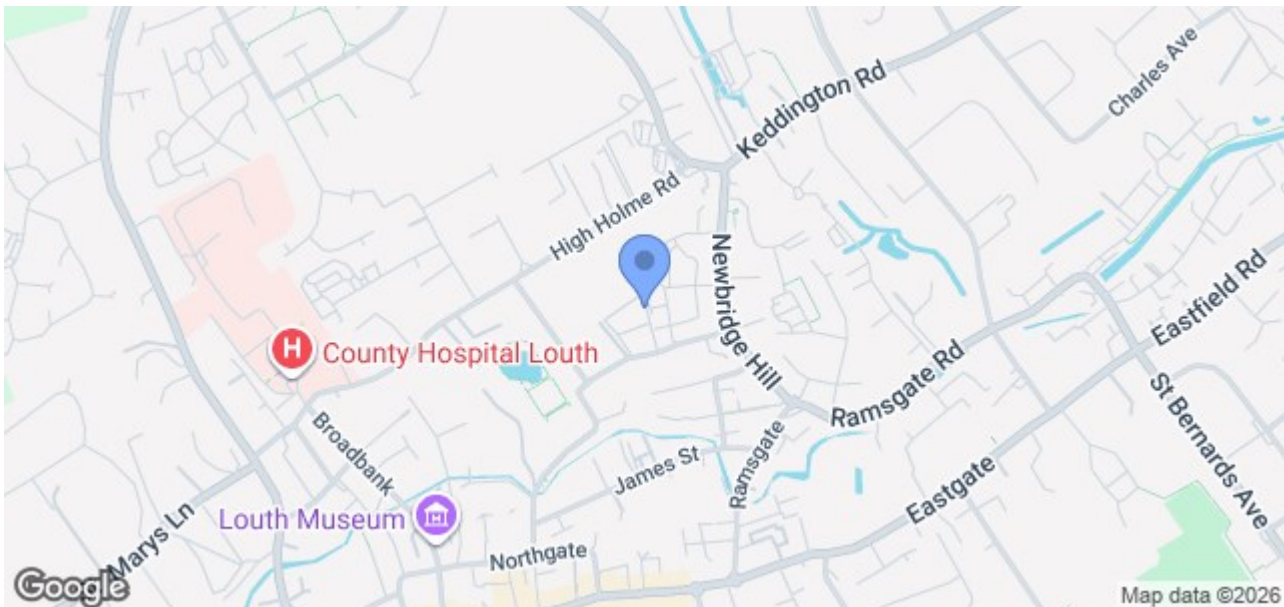 Charles Ave
Keddington Rd
High Holme Rd
Newbridge Hill
Eastfield Rd
H
County Hospital Louth
Ramsgate Rd
St Bernards Ave
Broadbank
Ramsgate
James St
Eastgate
Louth Museum
Marys Ln
Northgate
Google
Map data ©2026